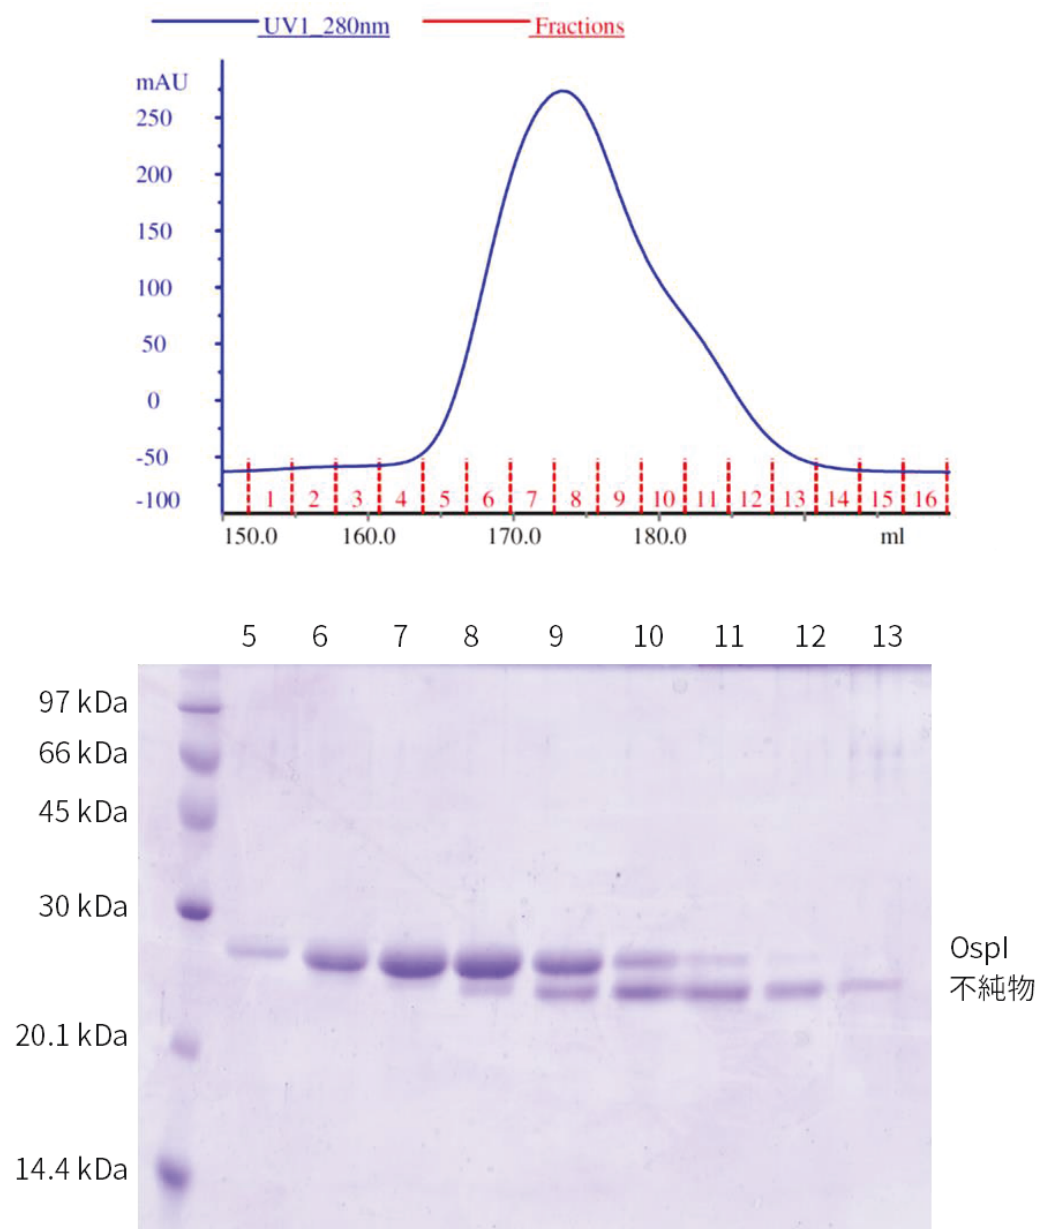 UV1_280nm Fractions
mAU
250
200
150
100
50
0
-50
-100
1 2 3 4 5 6 7 8 9 10 11 12 13 14 15 16
150.0 160.0 170.0 180.0 ml
5 6 7 8 9 10 11 12 13
97 kDa
66 kDa
45 kDa
30 kDa
OspI
不純物
20.1 kDa
14.4 kDa